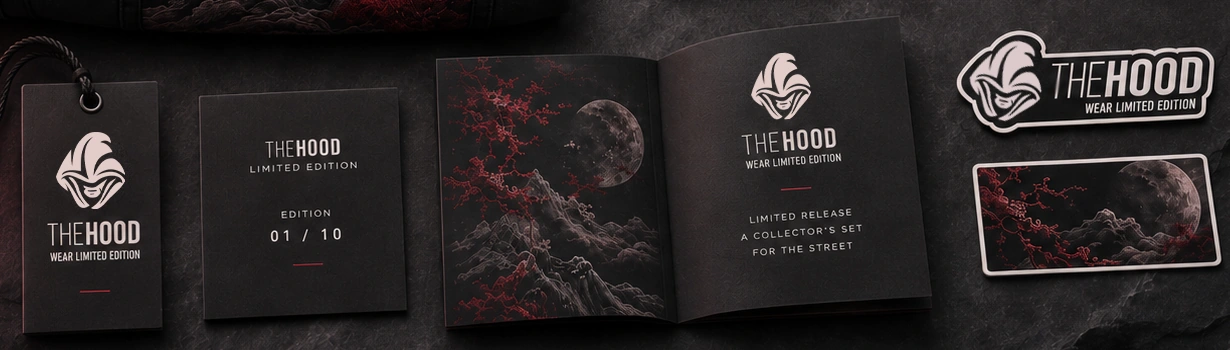 THEHOOD
WEAR LIMITED EDITION
THEHOOD
LIMITED EDITION
EDITION
01 / 10
THEHOOD
WEAR LIMITED EDITION
LIMITED RELEASE
A COLLECTOR'S SET
FOR THE STREET
THEHOOD
WEAR LIMITED EDITION